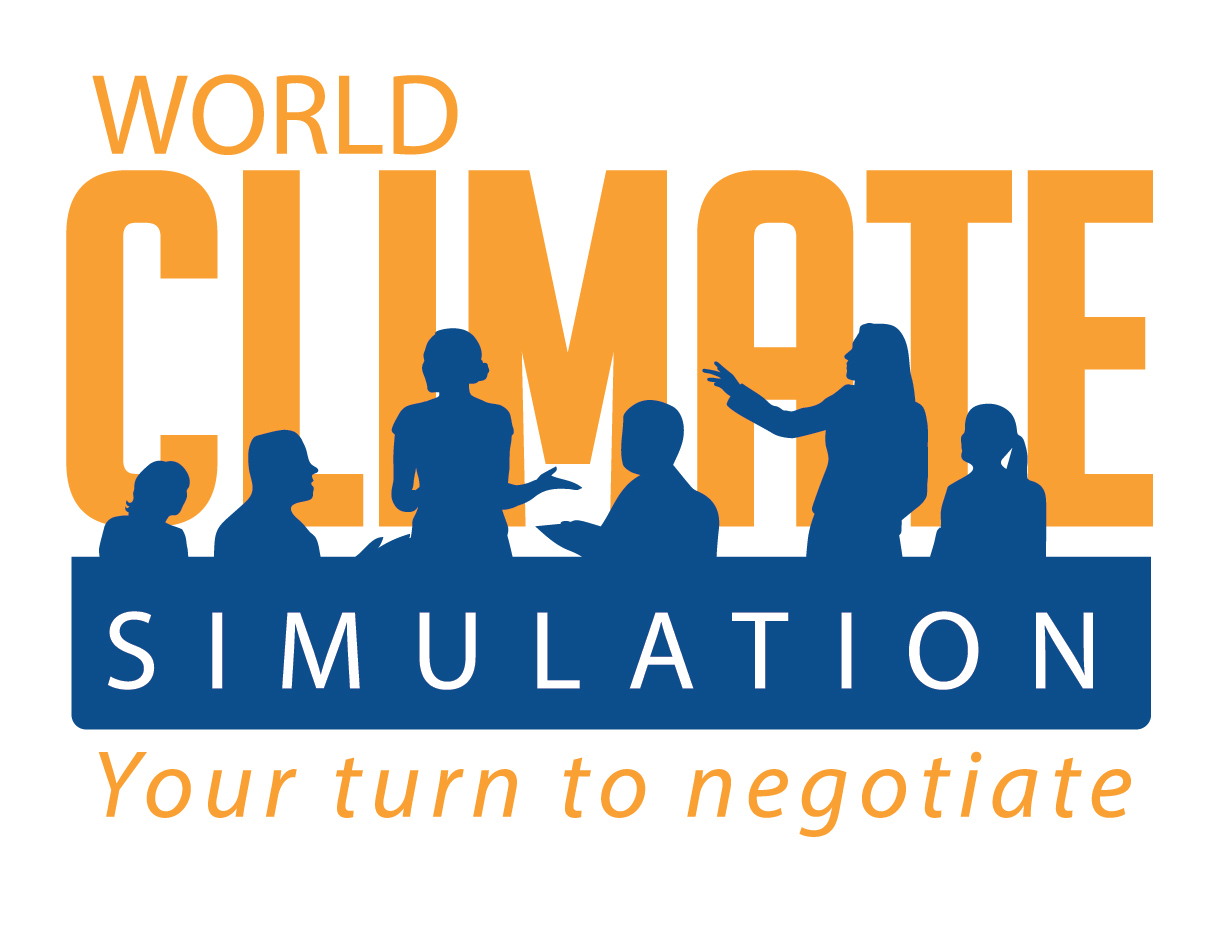 WORLD
CLIMATE
SIMULATION
Your turn to negotiate